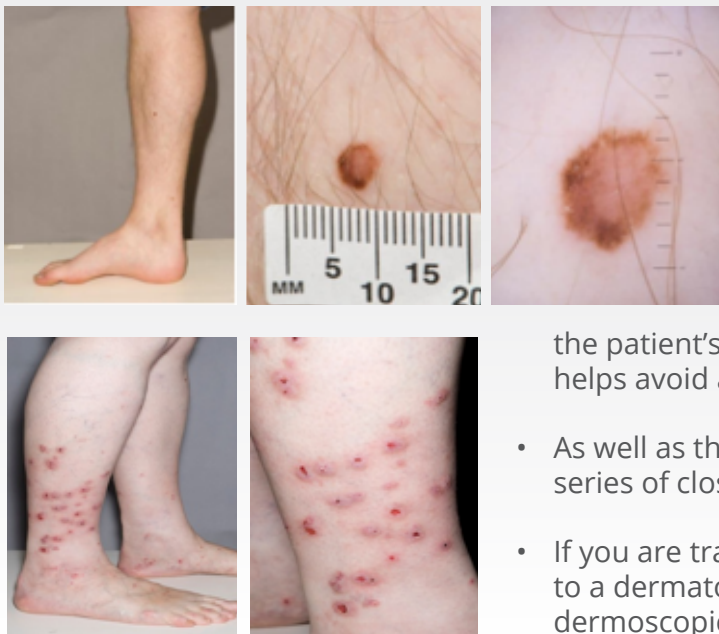 MM 5 10 15 20
the patient's
helps avoid
• As well as th
series of clos
• If you are tra
to a dermato
dermoscopic